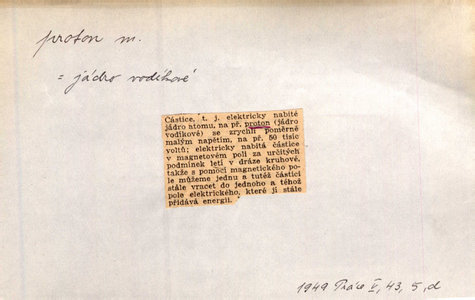 proton m.
= jádro vodíkové
Částice, t. j. elektricky nabité
jádro atomu, na př. proton (jádro
vodíkové) se zrychlí poměrně
malým napětím, na př. 50 tisíc
voltů; elektricky nabitá částice
v magnetovém poli za určitých
podmínek letí v dráze kruhové,
takže s pomocí magnetického po-
le můžeme jednu a tutéž částici
stále vracet do jednoho a téhož
pole elektrického, které jí stále
přidává energii.
1949 Práce V, 43, 5, d